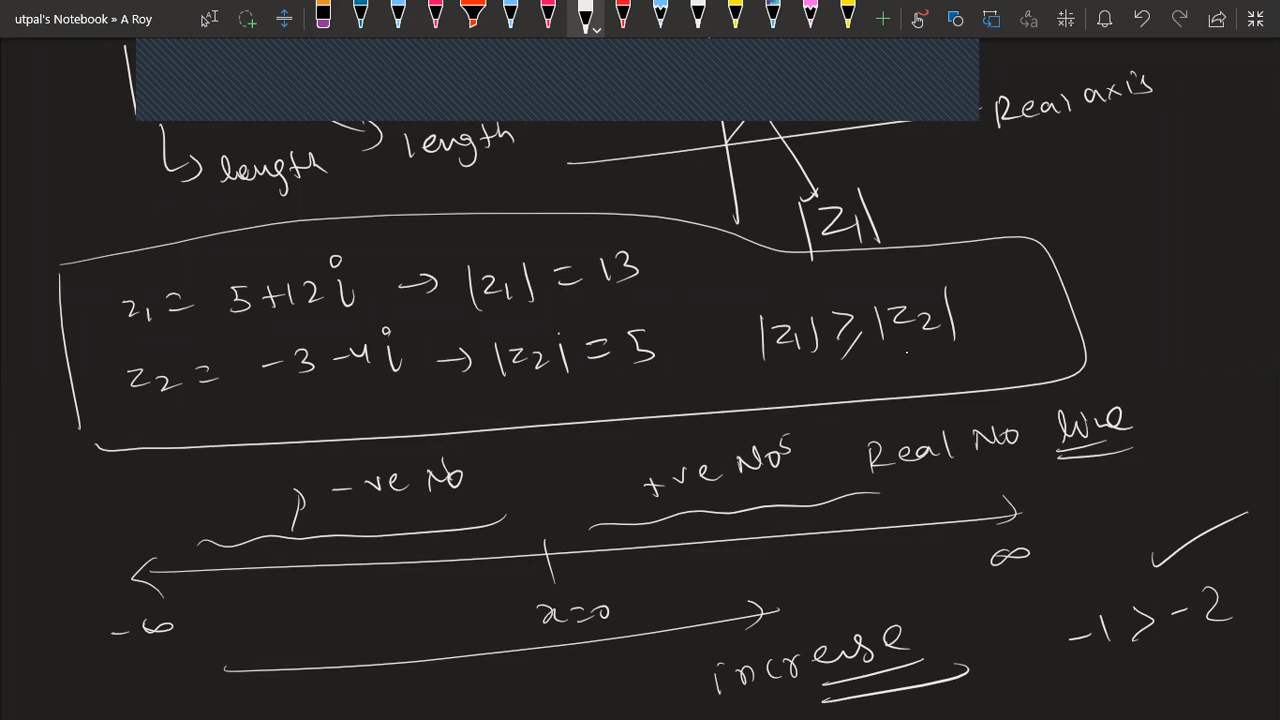 utpal's Notebook » A Roy
Real axis
length
length
|z₁|
z₁ = 5+12i → |z₁| = 13
z₂ = -3-4i → |z₂| = 5
|z₁| ⩾ |z₂|
-ve No
+ve Noˢ
Real No line
-∞
x=0
∞
increase
-1 > -2